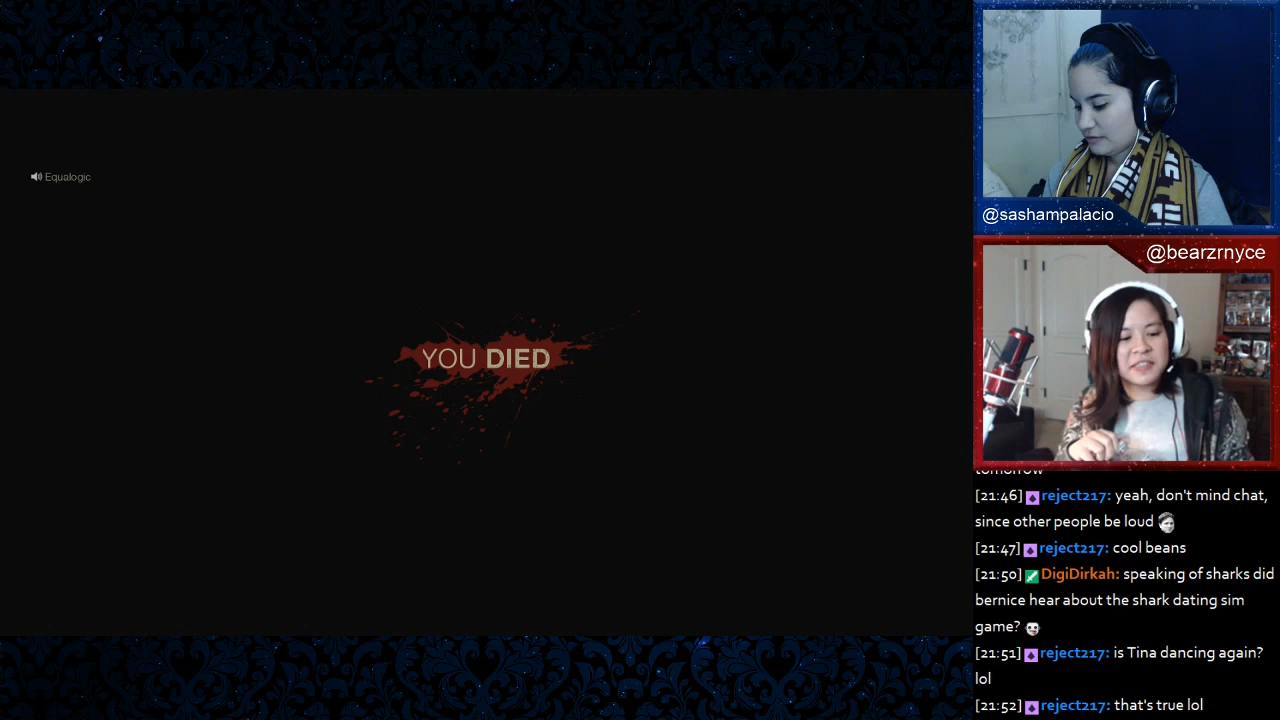 @sashampalacio
@bearzrnyce
Equalogic
YOU DIED
tomorrow
[21:46] reject217: yeah, don't mind chat,
since other people be loud
[21:47] reject217: cool beans
[21:50] DigiDirkah: speaking of sharks did
bernice hear about the shark dating sim
game?
[21:51] reject217: is Tina dancing again?
lol
[21:52] reject217: that's true lol